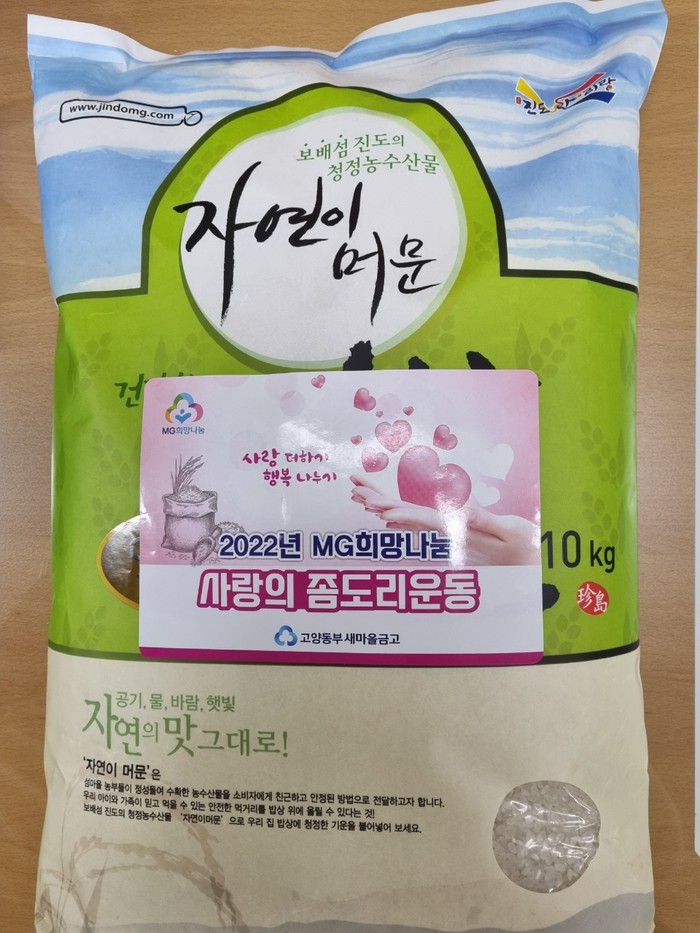 www.jindomg.com
보배섬 진도의
청정농수산물
자연이
머문
MG희망나눔
사랑 더하기
행복 나누기
2022년 MG희망나눔
사랑의 좀도리운동
고양동부새마을금고
10 kg
珍島
공기, 물, 바람, 햇빛
자연의 맛 그대로!
'자연이 머문'은
섬마을 농부들이 정성들여 수확한 농수산물을 소비자에게 친근하고 안정된 방법으로 전달하고자 합니다.
우리 아이와 가족이 믿고 먹을 수 있는 안전한 먹거리를 밥상 위에 올릴 수 있다는 것!
보배섬 진도의 청정농수산물 '자연이머문' 으로 우리 집 밥상에 청정한 기운을 불어넣어 보세요.